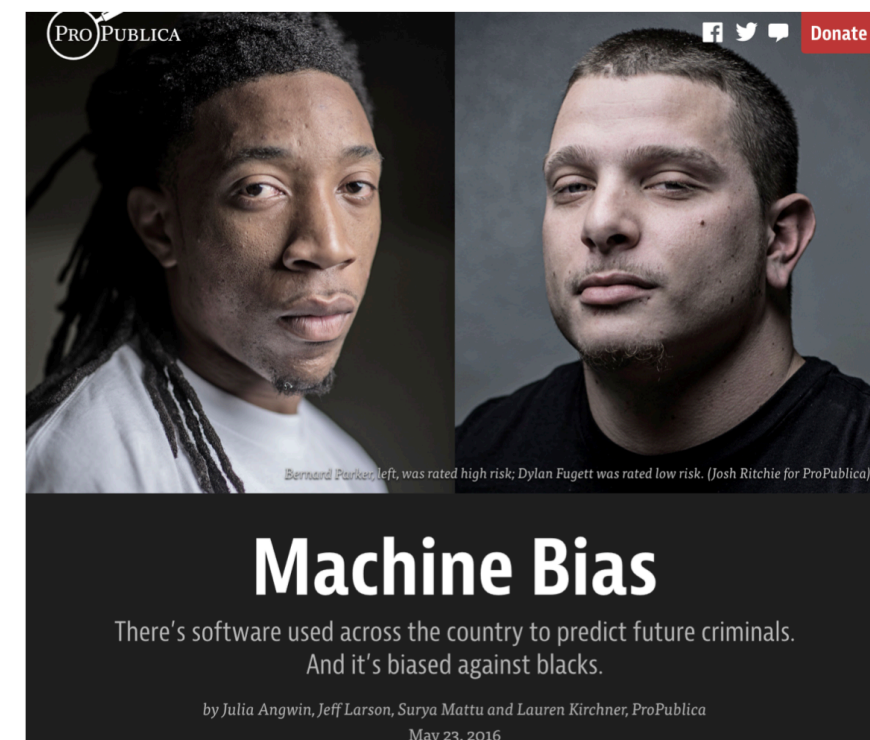 PROPUBLICA
Donate
Bernard Parker, left, was rated high risk; Dylan Fugett was rated low risk. (Josh Ritchie for ProPublica)
Machine Bias
There's software used across the country to predict future criminals.
And it's biased against blacks.
by Julia Angwin, Jeff Larson, Surya Mattu and Lauren Kirchner, ProPublica
May 23, 2016